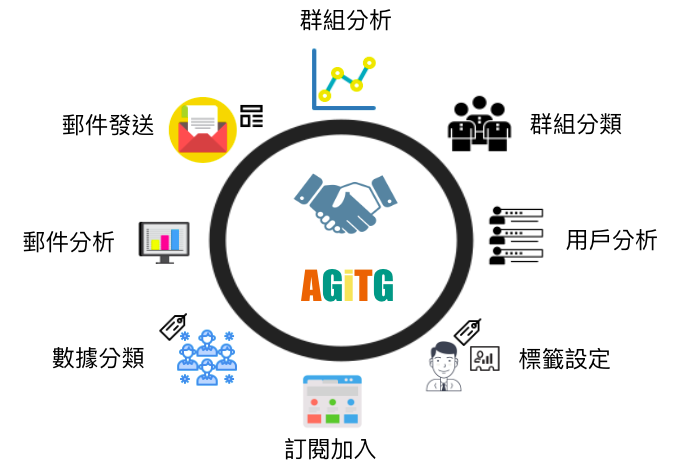 群組分析
郵件發送
群組分類
郵件分析
用戶分析
AGiTG
數據分類
標籤設定
訂閱加入